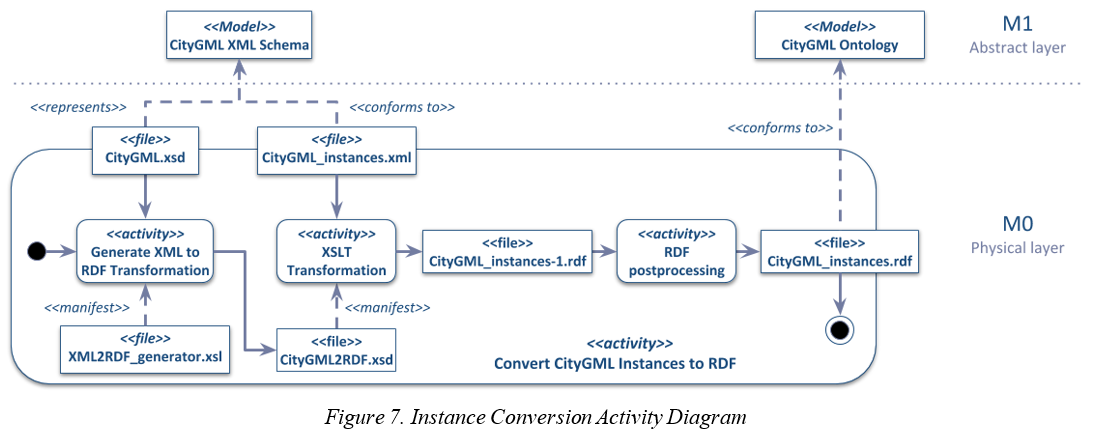 <<Model>>
CityGML XML Schema
<<Model>>
CityGML Ontology
M1
Abstract layer
<<represents>>
<<conforms to>>
<<conforms to>>
<<file>>
CityGML.xsd
<<file>>
CityGML_instances.xml
<<activity>>
Generate XML to
RDF Transformation
<<activity>>
XSLT
Transformation
<<file>>
CityGML_instances-1.rdf
<<activity>>
RDF
postprocessing
<<file>>
CityGML_instances.rdf
M0
Physical layer
<<manifest>>
<<manifest>>
<<file>>
XML2RDF_generator.xsl
<<file>>
CityGML2RDF.xsd
<<activity>>
Convert CityGML Instances to RDF
Figure 7. Instance Conversion Activity Diagram